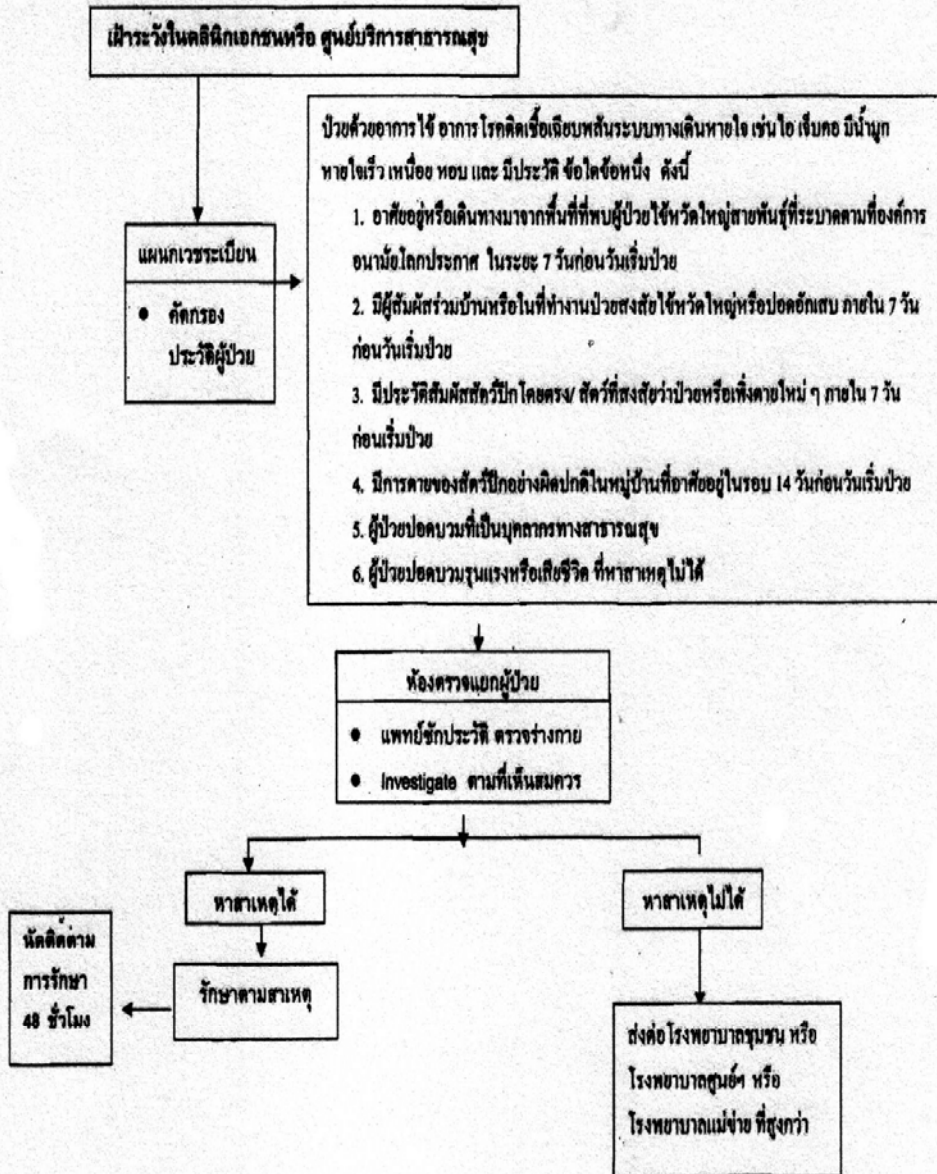 เฝ้าระวังในคลินิกเอกชนหรือ ศูนย์บริการสาธารณสุข
ป่วยด้วยอาการไข้ อาการโรคติดเชื้อเฉียบพลันระบบทางเดินหายใจ เช่นไอ เจ็บคอ มีน้ำมูก
หายใจเร็ว เหนื่อย หอบ และ มีประวัติ ข้อใดข้อหนึ่ง ดังนี้
1. อาศัยอยู่หรือเดินทางมาจากพื้นที่ที่พบผู้ป่วยไข้หวัดใหญ่สายพันธุ์ที่ระบาดตามที่องค์การ
อนามัยโลกประกาศ ในระยะ 7 วันก่อนวันเริ่มป่วย
2. มีผู้สัมผัสร่วมบ้านหรือในที่ทำงานป่วยสงสัยไข้หวัดใหญ่หรือปอดอักเสบ ภายใน 7 วัน
ก่อนวันเริ่มป่วย
3. มีประวัติสัมผัสสัตว์ปีกโดยตรง/ สัตว์ที่สงสัยว่าป่วยหรือเพิ่งตายใหม่ ๆ ภายใน 7 วัน
ก่อนเริ่มป่วย
4. มีการตายของสัตว์ปีกอย่างผิดปกติในหมู่บ้านที่อาศัยอยู่ในรอบ 14 วันก่อนวันเริ่มป่วย
5. ผู้ป่วยปอดบวมที่เป็นบุคลากรทางสาธารณสุข
6. ผู้ป่วยปอดบวมรุนแรงหรือเสียชีวิต ที่หาสาเหตุไม่ได้
แผนกเวชระเบียน
● คัดกรอง
ประวัติผู้ป่วย
ห้องตรวจแยกผู้ป่วย
● แพทย์ซักประวัติ ตรวจร่างกาย
● Investigate ตามที่เห็นสมควร
หาสาเหตุได้
หาสาเหตุไม่ได้
นัดติดตาม
การรักษา
48 ชั่วโมง
รักษาตามสาเหตุ
ส่งต่อโรงพยาบาลชุมชน หรือ
โรงพยาบาลศูนย์ฯ หรือ
โรงพยาบาลแม่ข่าย ที่สูงกว่า